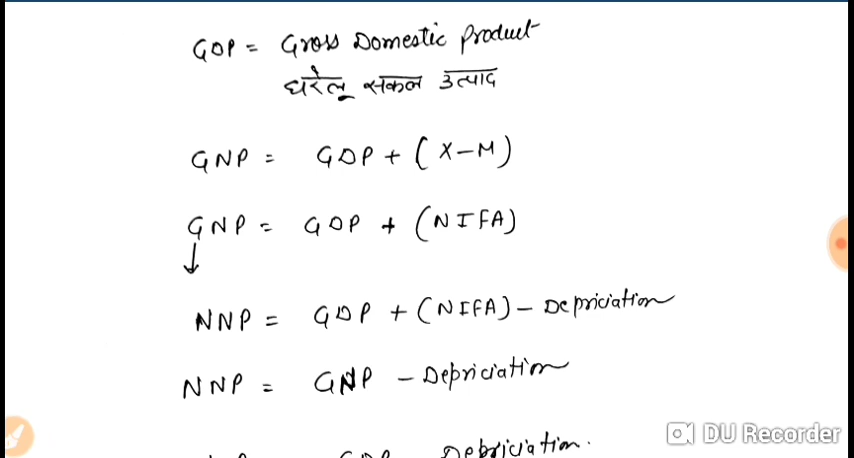 GDP = Gross Domestic Product
घरेलू सकल उत्पाद
GNP = GDP + (X-M)
GNP = GDP + (NIFA)
NNP = GDP + (NIFA) - Depriciation
NNP = GNP - Depriciation
GDP Depriciation.
DU Recorder